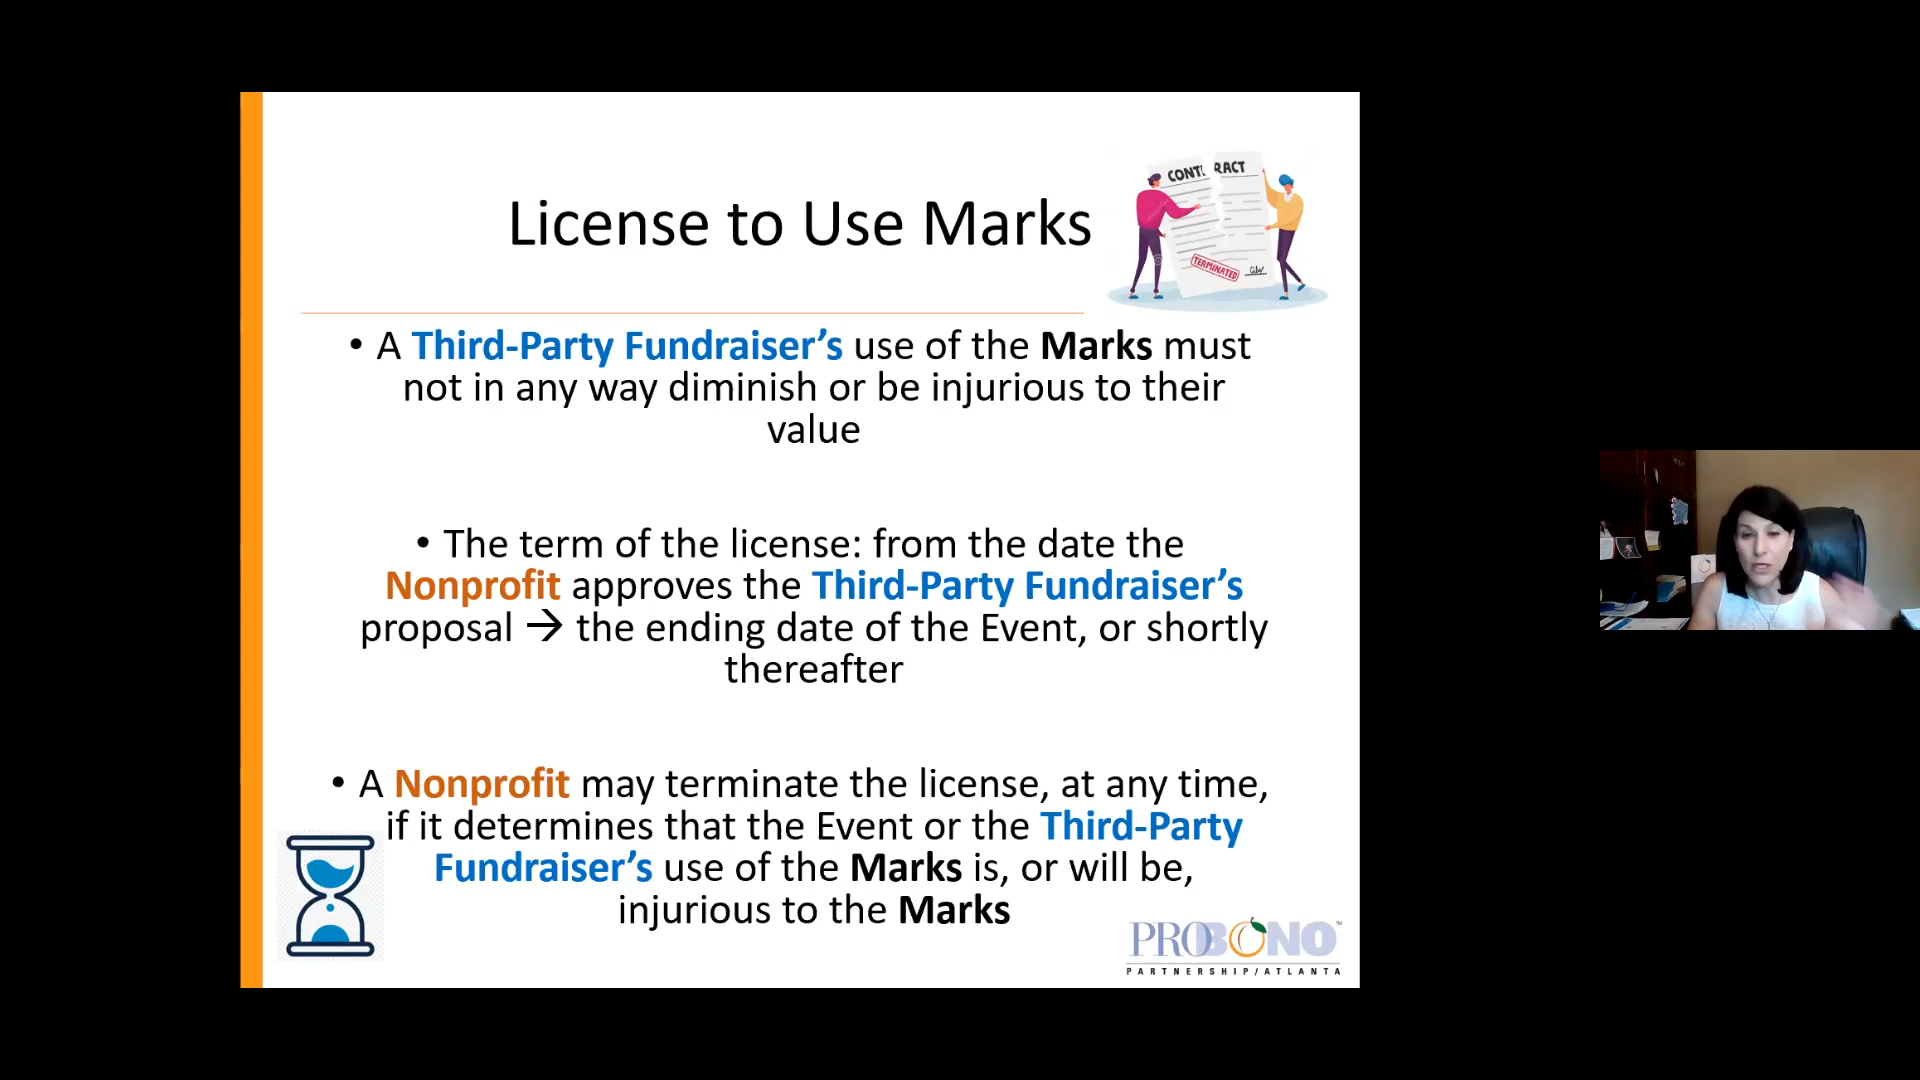 CONTRACT
TERMINATED
License to Use Marks
• A Third-Party Fundraiser’s use of the Marks must
not in any way diminish or be injurious to their
value
• The term of the license: from the date the
Nonprofit approves the Third-Party Fundraiser’s
proposal → the ending date of the Event, or shortly
thereafter
• A Nonprofit may terminate the license, at any time,
if it determines that the Event or the Third-Party
Fundraiser’s use of the Marks is, or will be,
injurious to the Marks
PROBONO™
PARTNERSHIP/ATLANTA